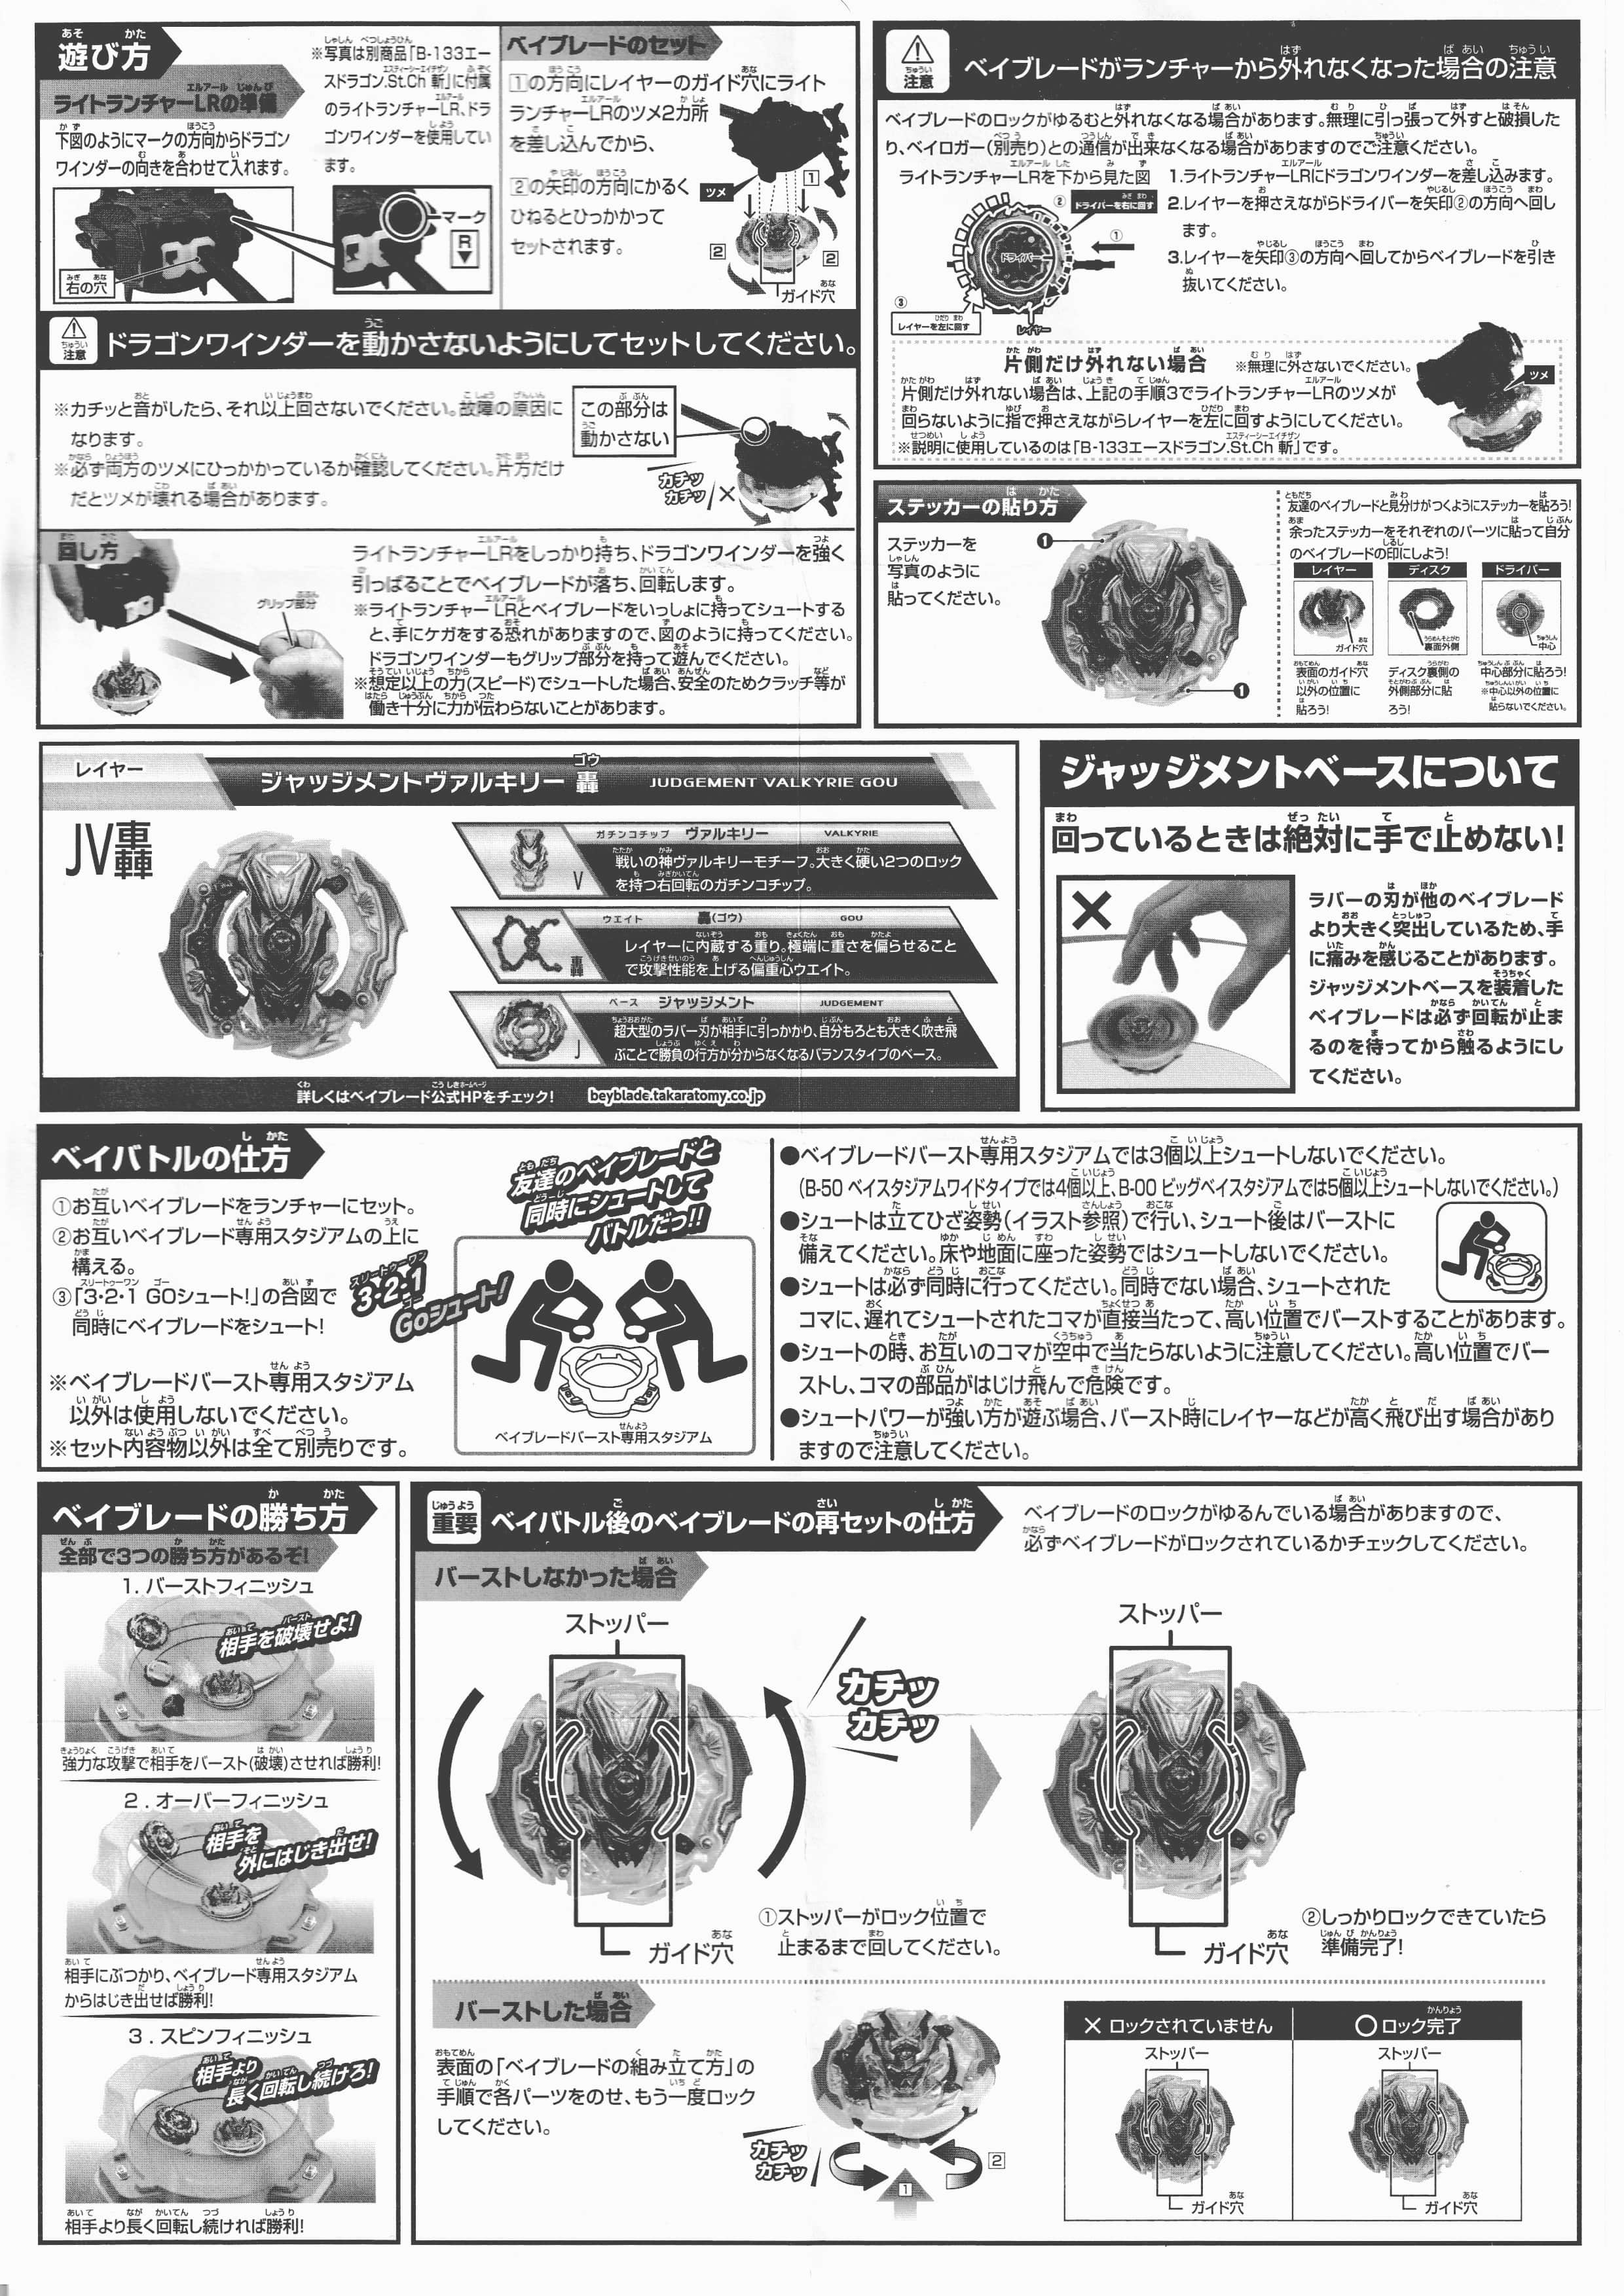 遊び方
ライトランチャーLRの準備
下図のようにマークの方向からドラゴン
ワインダーの向きを合わせて入れます。
※写真は別商品「B-133エー
スドラゴン.St.Ch 斬」に付属
のライトランチャーLR、ドラ
ゴンワインダーを使用してい
ます。
右の穴
マーク
R
ベイブレードのセット
1の方向にレイヤーのガイド穴にライト
ランチャーLRのツメ2カ所
を差し込んでから、
2の矢印の方向にかるく
ひねるとひっかかって
セットされます。
ツメ
1
2
2
ガイド穴
注意
ドラゴンワインダーを動かさないようにしてセットしてください。
※カチッと音がしたら、それ以上回さないでください。故障の原因に
なります。
※必ず両方のツメにひっかかっているか確認してください。片方だけ
だとツメが壊れる場合があります。
この部分は
動かさない
カチッ
カチッ
×
回し方
グリップ部分
ライトランチャーLRをしっかり持ち、ドラゴンワインダーを強く
引っぱることでベイブレードが落ち、回転します。
※ライトランチャーLRとベイブレードをいっしょに持ってシュートする
と、手にケガをする恐れがありますので、図のように持ってください。
ドラゴンワインダーもグリップ部分を持って遊んでください。
※想定以上の力(スピード)でシュートした場合、安全のためクラッチ等が
働き十分に力が伝わらないことがあります。
注意
ベイブレードがランチャーから外れなくなった場合の注意
ベイブレードのロックがゆるむと外れなくなる場合があります。無理に引っ張って外すと破損した
り、ベイロガー(別売り)との通信が出来なくなる場合がありますのでご注意ください。
ライトランチャーLRを下から見た図
② ドライバーを右に回す
①
ドライバー
③
レイヤーを左に回す
レイヤー
1.ライトランチャーLRにドラゴンワインダーを差し込みます。
2.レイヤーを押さえながらドライバーを矢印②の方向へ回し
ます。
3.レイヤーを矢印③の方向へ回してからベイブレードを引き
抜いてください。
片側だけ外れない場合 ※無理に外さないでください。
片側だけ外れない場合は、上記の手順3でライトランチャーLRのツメが
回らないように指で押さえながらレイヤーを左に回すようにしてください。
※説明に使用しているのは「B-133エースドラゴン.St.Ch 斬」です。
ツメ
ステッカーの貼り方
ステッカーを
写真のように
貼ってください。
❶
❶
友達のベイブレードと見分けがつくようにステッカーを貼ろう!
余ったステッカーをそれぞれのパーツに貼って自分
のベイブレードの印にしよう!
レイヤー
ガイド穴
表面のガイド穴
以外の位置に
貼ろう!
ディスク
裏面外側
ディスク裏側の
外側部分に貼
ろう!
ドライバー
中心
中心部分に貼ろう!
※中心以外の位置に
貼らないでください。
レイヤー
ジャッジメントヴァルキリー 轟 JUDGEMENT VALKYRIE GOU
JV轟
ガチンコチップ ヴァルキリー VALKYRIE
V
戦いの神ヴァルキリーモチーフ。大きく硬い2つのロック
を持つ右回転のガチンコチップ。
ウエイト 轟(ゴウ) GOU
轟
レイヤーに内蔵する重り。極端に重さを偏らせること
で攻撃性能を上げる偏重心ウエイト。
ベース ジャッジメント JUDGEMENT
J
超大型のラバー刃が相手に引っかかり、自分もろとも大きく吹き飛
ぶことで勝負の行方が分からなくなるバランスタイプのベース。
詳しくはベイブレード公式HPをチェック! beyblade.takaratomy.co.jp
ジャッジメントベースについて
回っているときは絶対に手で止めない!
×
ラバーの刃が他のベイブレード
より大きく突出しているため、手
に痛みを感じることがあります。
ジャッジメントベースを装着した
ベイブレードは必ず回転が止ま
るのを待ってから触るようにし
てください。
ベイバトルの仕方
①お互いベイブレードをランチャーにセット。
②お互いベイブレード専用スタジアムの上に
構える。
③「3・2・1 GOシュート!」の合図で
同時にベイブレードをシュート!
※ベイブレードバースト専用スタジアム
以外は使用しないでください。
※セット内容物以外は全て別売りです。
友達のベイブレードと
同時にシュートして
バトルだっ!!
3・2・1
Goシュート!
ベイブレードバースト専用スタジアム
●ベイブレードバースト専用スタジアムでは3個以上シュートしないでください。
(B-50 ベイスタジアムワイドタイプでは4個以上、B-00 ビッグベイスタジアムでは5個以上シュートしないでください。)
●シュートは立てひざ姿勢(イラスト参照)で行い、シュート後はバーストに
備えてください。床や地面に座った姿勢ではシュートしないでください。
●シュートは必ず同時に行ってください。同時でない場合、シュートされた
コマに、遅れてシュートされたコマが直接当たって、高い位置でバーストすることがあります。
●シュートの時、お互いのコマが空中で当たらないように注意してください。高い位置でバー
ストし、コマの部品がはじけ飛んで危険です。
●シュートパワーが強い方が遊ぶ場合、バースト時にレイヤーなどが高く飛び出す場合があり
ますので注意してください。
ベイブレードの勝ち方
全部で3つの勝ち方があるぞ!
1. バーストフィニッシュ
相手を破壊せよ!
強力な攻撃で相手をバースト(破壊)させれば勝利!
2 . オーバーフィニッシュ
相手を
外にはじき出せ!
相手にぶつかり、ベイブレード専用スタジアム
からはじき出せば勝利!
3 . スピンフィニッシュ
相手より
長く回転し続けろ!
相手より長く回転し続ければ勝利!
重要
ベイバトル後のベイブレードの再セットの仕方
ベイブレードのロックがゆるんでいる場合がありますので、
必ずベイブレードがロックされているかチェックしてください。
バーストしなかった場合
ストッパー
カチッ
カチッ
ガイド穴
①ストッパーがロック位置で
止まるまで回してください。
ストッパー
ガイド穴
②しっかりロックできていたら
準備完了!
バーストした場合
表面の「ベイブレードの組み立て方」の
手順で各パーツをのせ、もう一度ロック
してください。
カチッ
カチッ
1
2
× ロックされていません
ストッパー
ガイド穴
○ ロック完了
ストッパー
ガイド穴